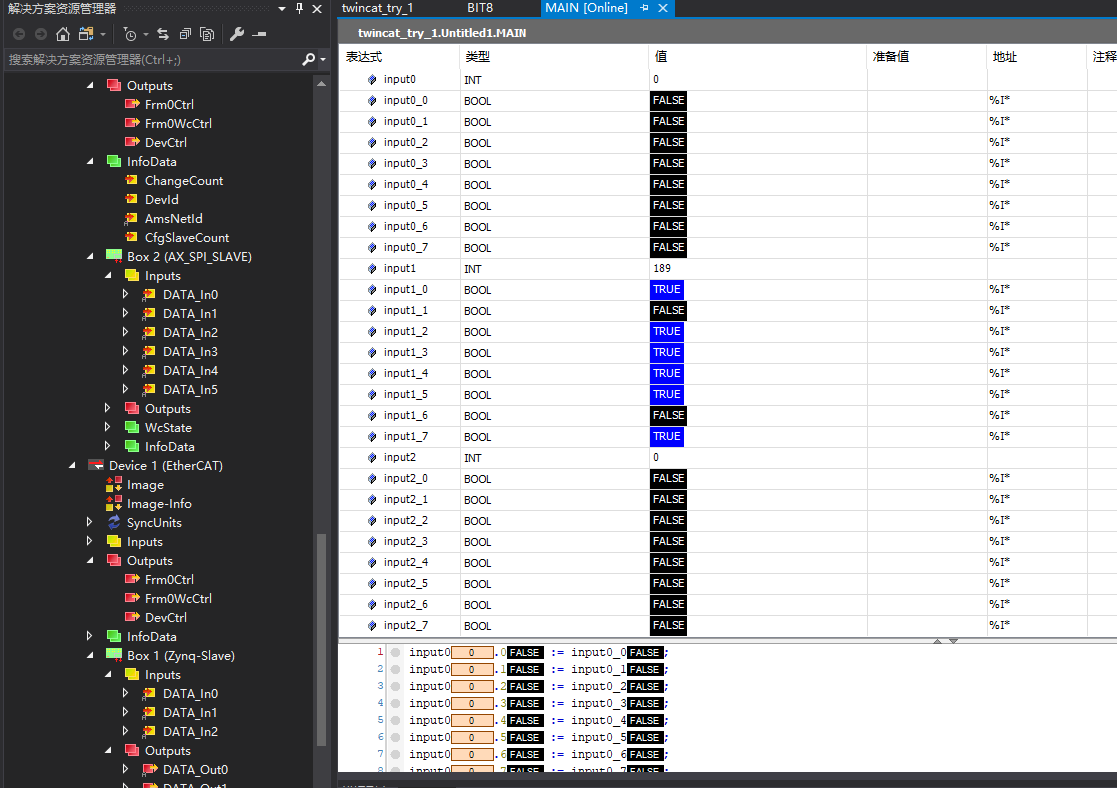 解决方案资源管理器
搜索解决方案资源管理器(Ctrl+;)
Outputs
Frm0Ctrl
Frm0WcCtrl
DevCtrl
InfoData
ChangeCount
DevId
AmsNetId
CfgSlaveCount
Box 2 (AX_SPI_SLAVE)
Inputs
DATA_In0
DATA_In1
DATA_In2
DATA_In3
DATA_In4
DATA_In5
Outputs
WcState
InfoData
Device 1 (EtherCAT)
Image
Image-Info
SyncUnits
Inputs
Outputs
Frm0Ctrl
Frm0WcCtrl
DevCtrl
InfoData
Box 1 (Zynq-Slave)
Inputs
DATA_In0
DATA_In1
DATA_In2
Outputs
DATA_Out0
DATA_Out1
twincat_try_1 BIT8 MAIN [Online]
twincat_try_1.Untitled1.MAIN
表达式 类型 值 准备值 地址 注释
input0 INT 0
input0_0 BOOL FALSE %I*
input0_1 BOOL FALSE %I*
input0_2 BOOL FALSE %I*
input0_3 BOOL FALSE %I*
input0_4 BOOL FALSE %I*
input0_5 BOOL FALSE %I*
input0_6 BOOL FALSE %I*
input0_7 BOOL FALSE %I*
input1 INT 189
input1_0 BOOL TRUE %I*
input1_1 BOOL FALSE %I*
input1_2 BOOL TRUE %I*
input1_3 BOOL TRUE %I*
input1_4 BOOL TRUE %I*
input1_5 BOOL TRUE %I*
input1_6 BOOL FALSE %I*
input1_7 BOOL TRUE %I*
input2 INT 0
input2_0 BOOL FALSE %I*
input2_1 BOOL FALSE %I*
input2_2 BOOL FALSE %I*
input2_3 BOOL FALSE %I*
input2_4 BOOL FALSE %I*
input2_5 BOOL FALSE %I*
input2_6 BOOL FALSE %I*
input2_7 BOOL FALSE %I*
1 input0 0 .0 FALSE := input0_0 FALSE ;
2 input0 0 .1 FALSE := input0_1 FALSE ;
3 input0 0 .2 FALSE := input0_2 FALSE ;
4 input0 0 .3 FALSE := input0_3 FALSE ;
5 input0 0 .4 FALSE := input0_4 FALSE ;
6 input0 0 .5 FALSE := input0_5 FALSE ;
7 input0 0 .6 FALSE := input0_6 FALSE ;
8 input0 0 .7 FALSE := input0_7 FALSE ;